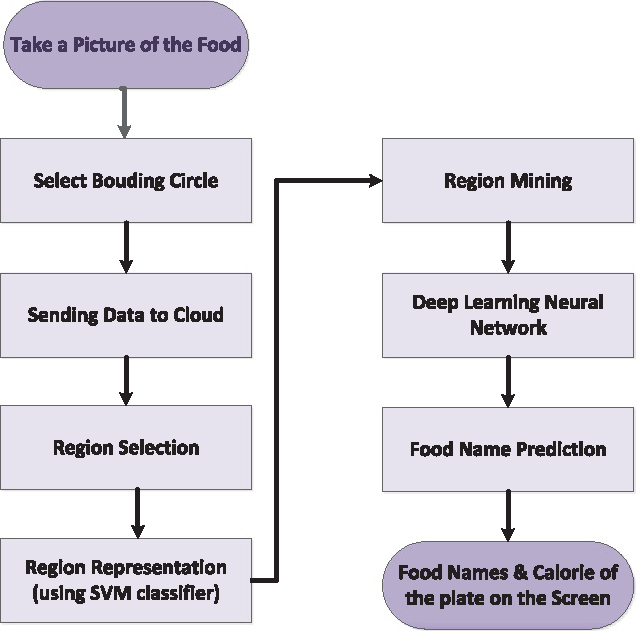 Take a Picture of the Food
Select Bouding Circle
Sending Data to Cloud
Region Selection
Region Representation
(using SVM classifier)
Region Mining
Deep Learning Neural
Network
Food Name Prediction
Food Names & Calorie of
the plate on the Screen